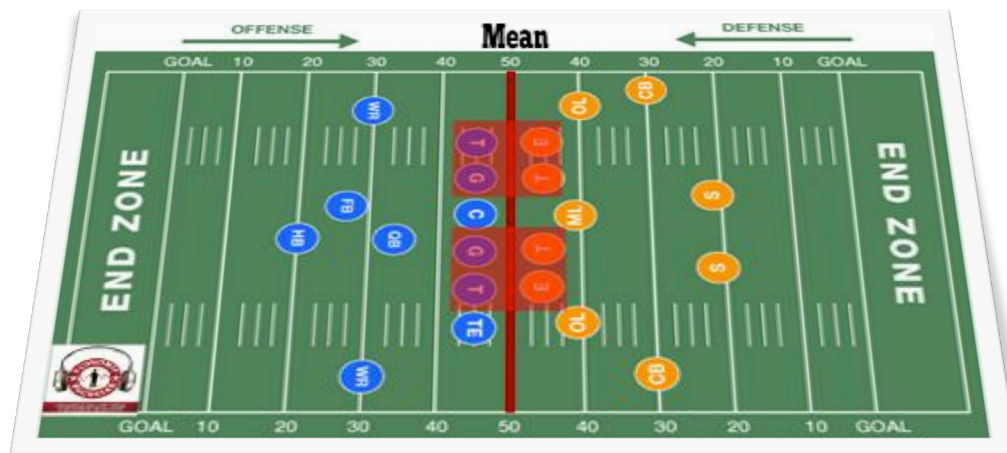 OFFENSE Mean DEFENSE
GOAL 10 20 30 40 50 40 30 20 10 GOAL
CB
WR OL
T E
G T
S
FB C ML
HB QB
G T
S
T E
TE OL
WR CB
END ZONE
END ZONE
GOAL 10 20 30 40 50 40 30 20 10 GOAL